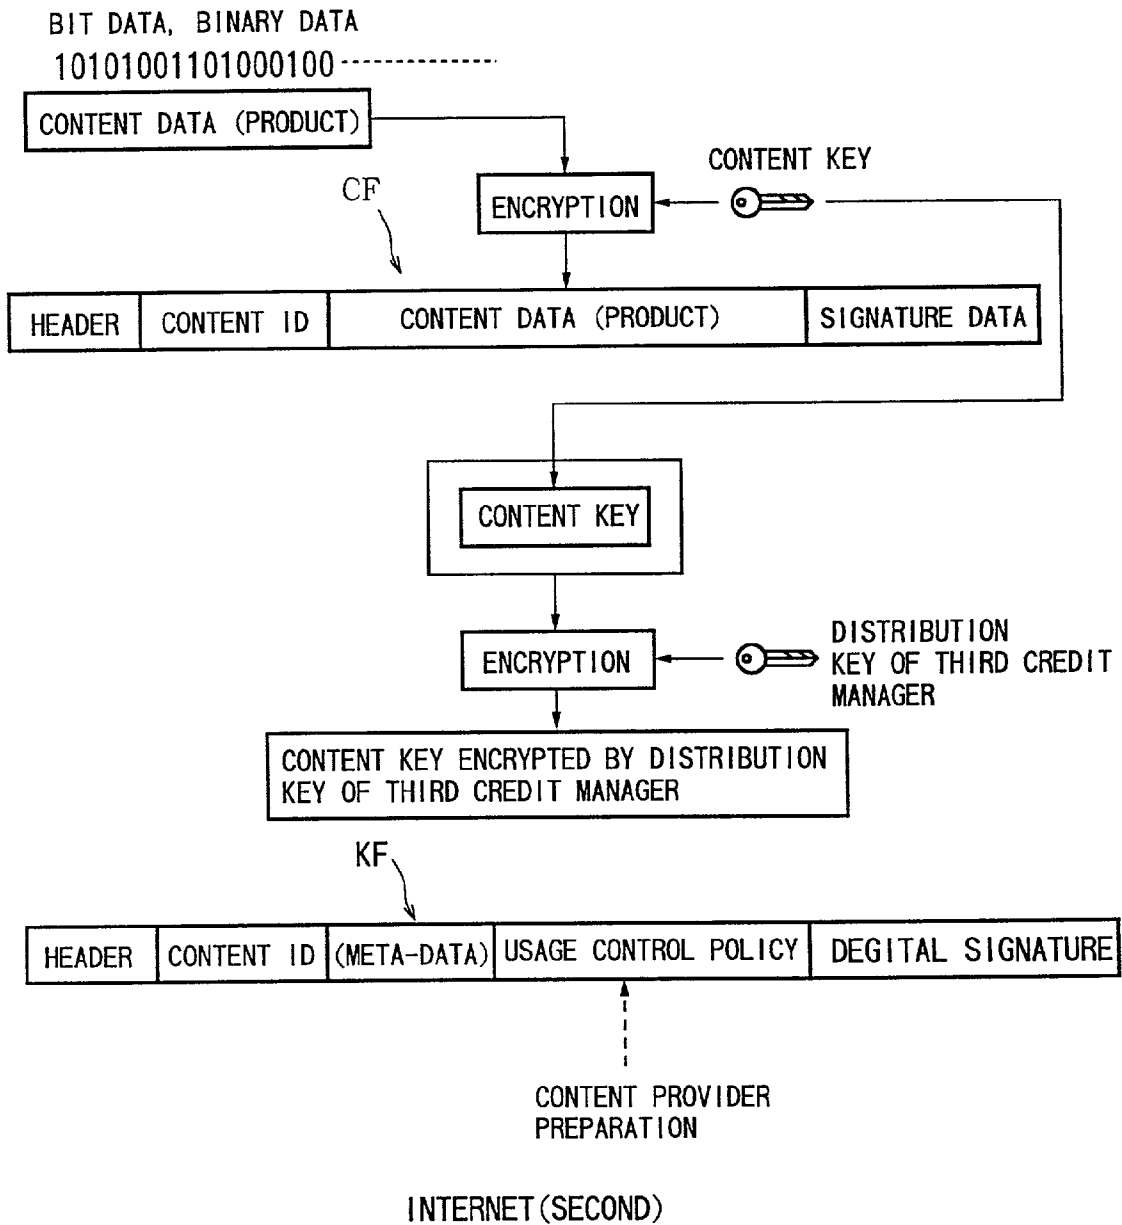 BIT DATA, BINARY DATA
10101001101000100
CONTENT DATA (PRODUCT)
CONTENT KEY
CF
ENCRYPTION
HEADER
CONTENT ID
CONTENT DATA (PRODUCT)
SIGNATURE DATA
CONTENT KEY
ENCRYPTION
DISTRIBUTION
KEY OF THIRD CREDIT
MANAGER
CONTENT KEY ENCRYPTED BY DISTRIBUTION
KEY OF THIRD CREDIT MANAGER
KF
HEADER
CONTENT ID
(META-DATA)
USAGE CONTROL POLICY
DEGITAL SIGNATURE
CONTENT PROVIDER
PREPARATION
INTERNET(SECOND)